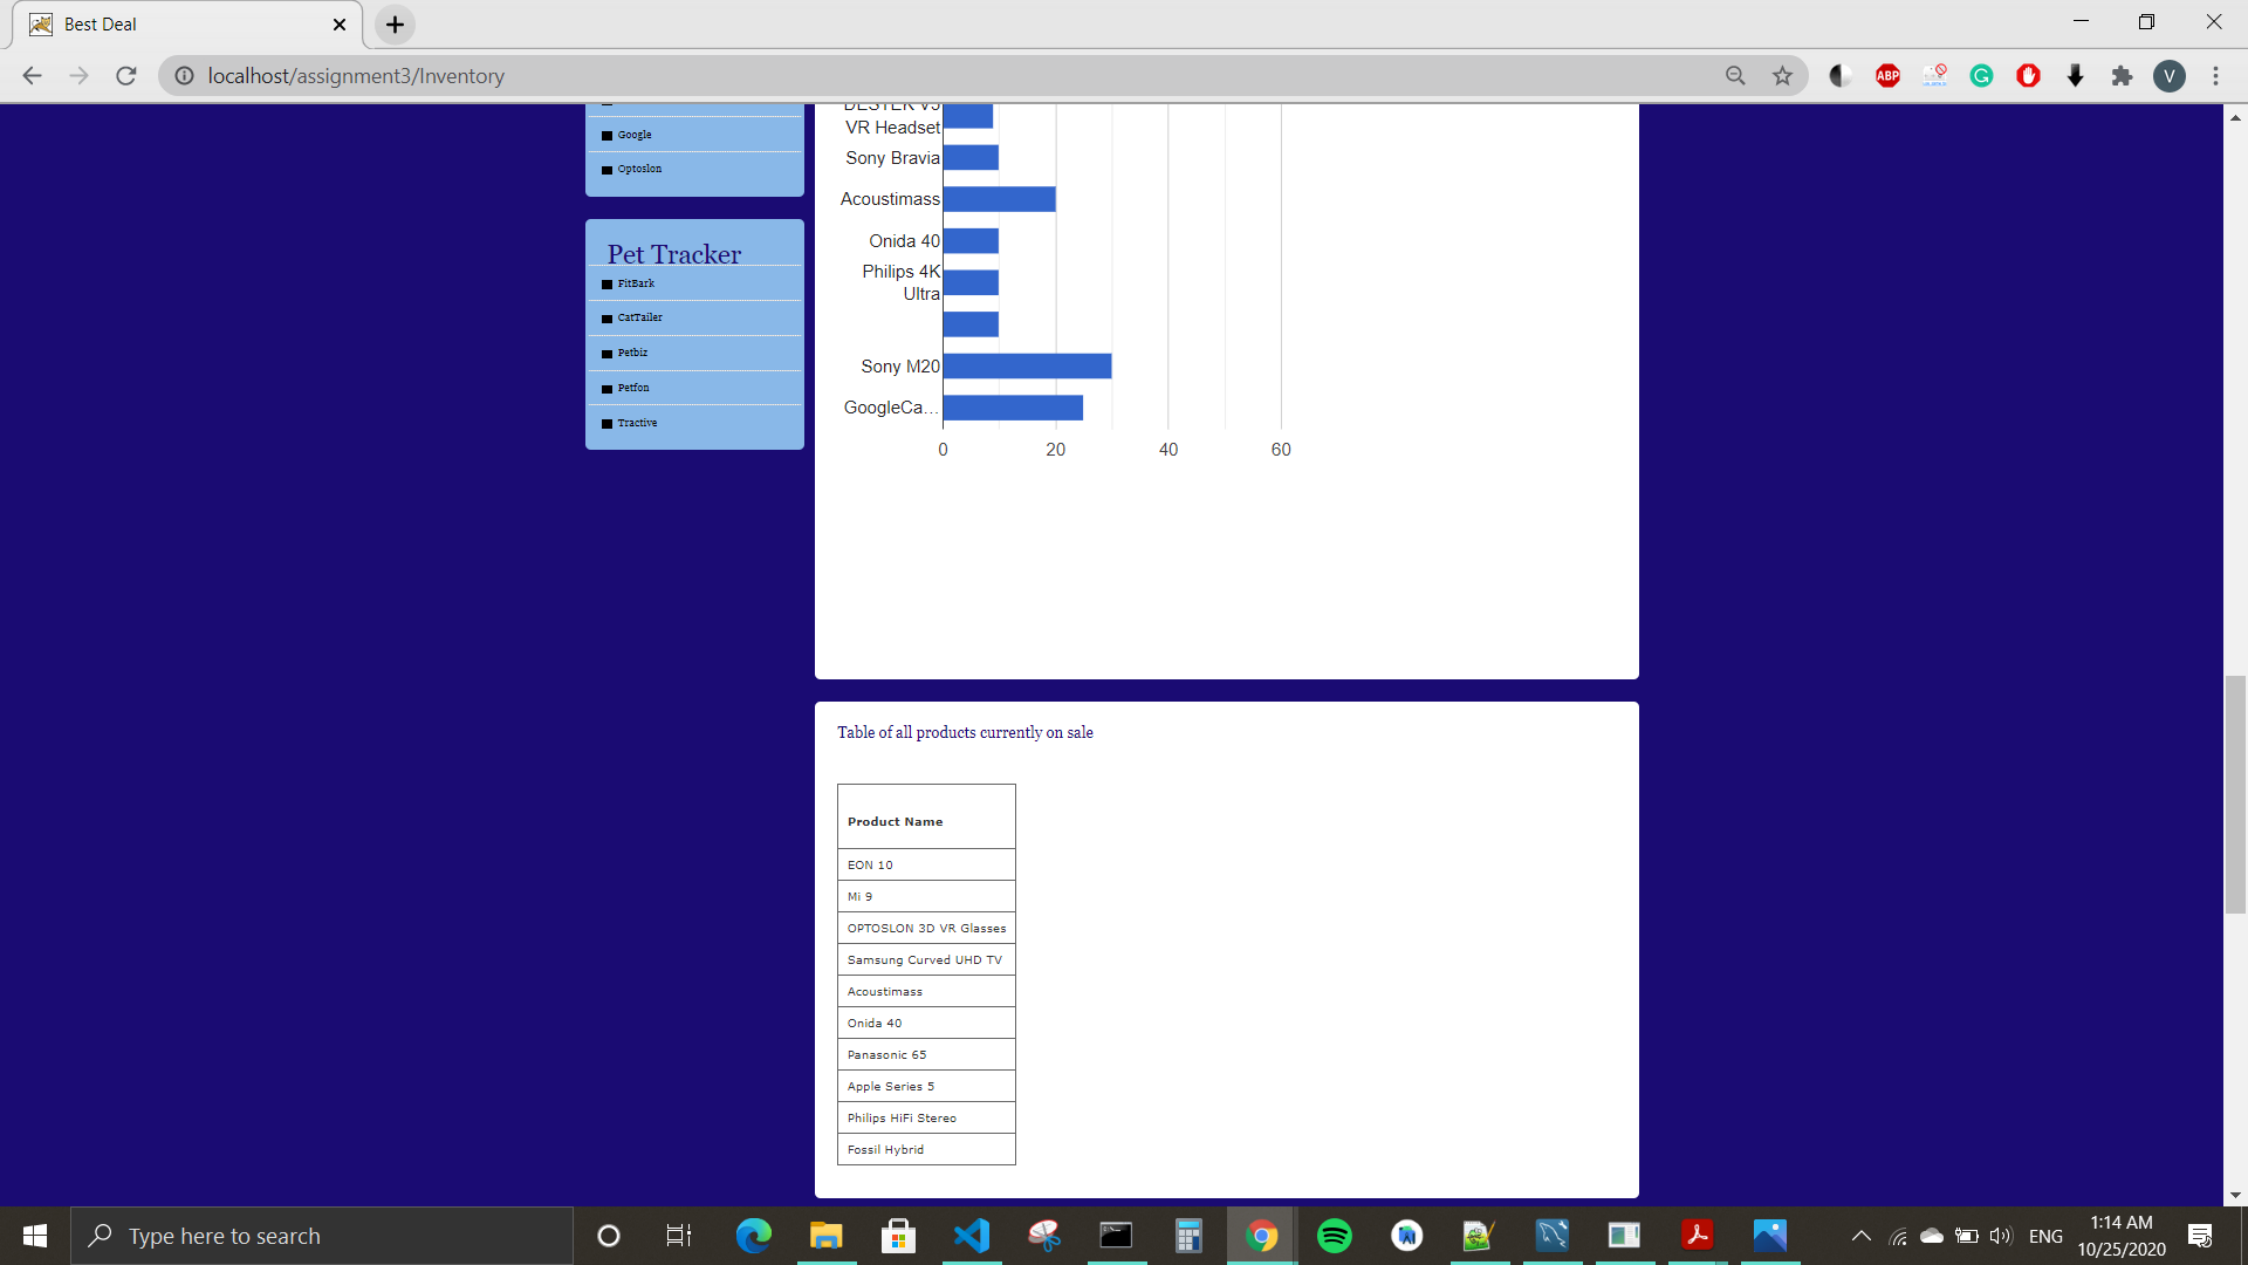 Best Deal
localhost/assignment3/Inventory
ABP
V
Google
Optoslon
Pet Tracker
FitBark
CatTailer
Petbiz
Petfon
Tractive
DESTEK V5
VR Headset
Sony Bravia
Acoustimass
Onida 40
Philips 4K
Ultra
Sony M20
GoogleCa...
0 20 40 60
Table of all products currently on sale
Product Name
EON 10
Mi 9
OPTOSLON 3D VR Glasses
Samsung Curved UHD TV
Acoustimass
Onida 40
Panasonic 65
Apple Series 5
Philips HiFi Stereo
Fossil Hybrid
Type here to search
ENG
1:14 AM
10/25/2020